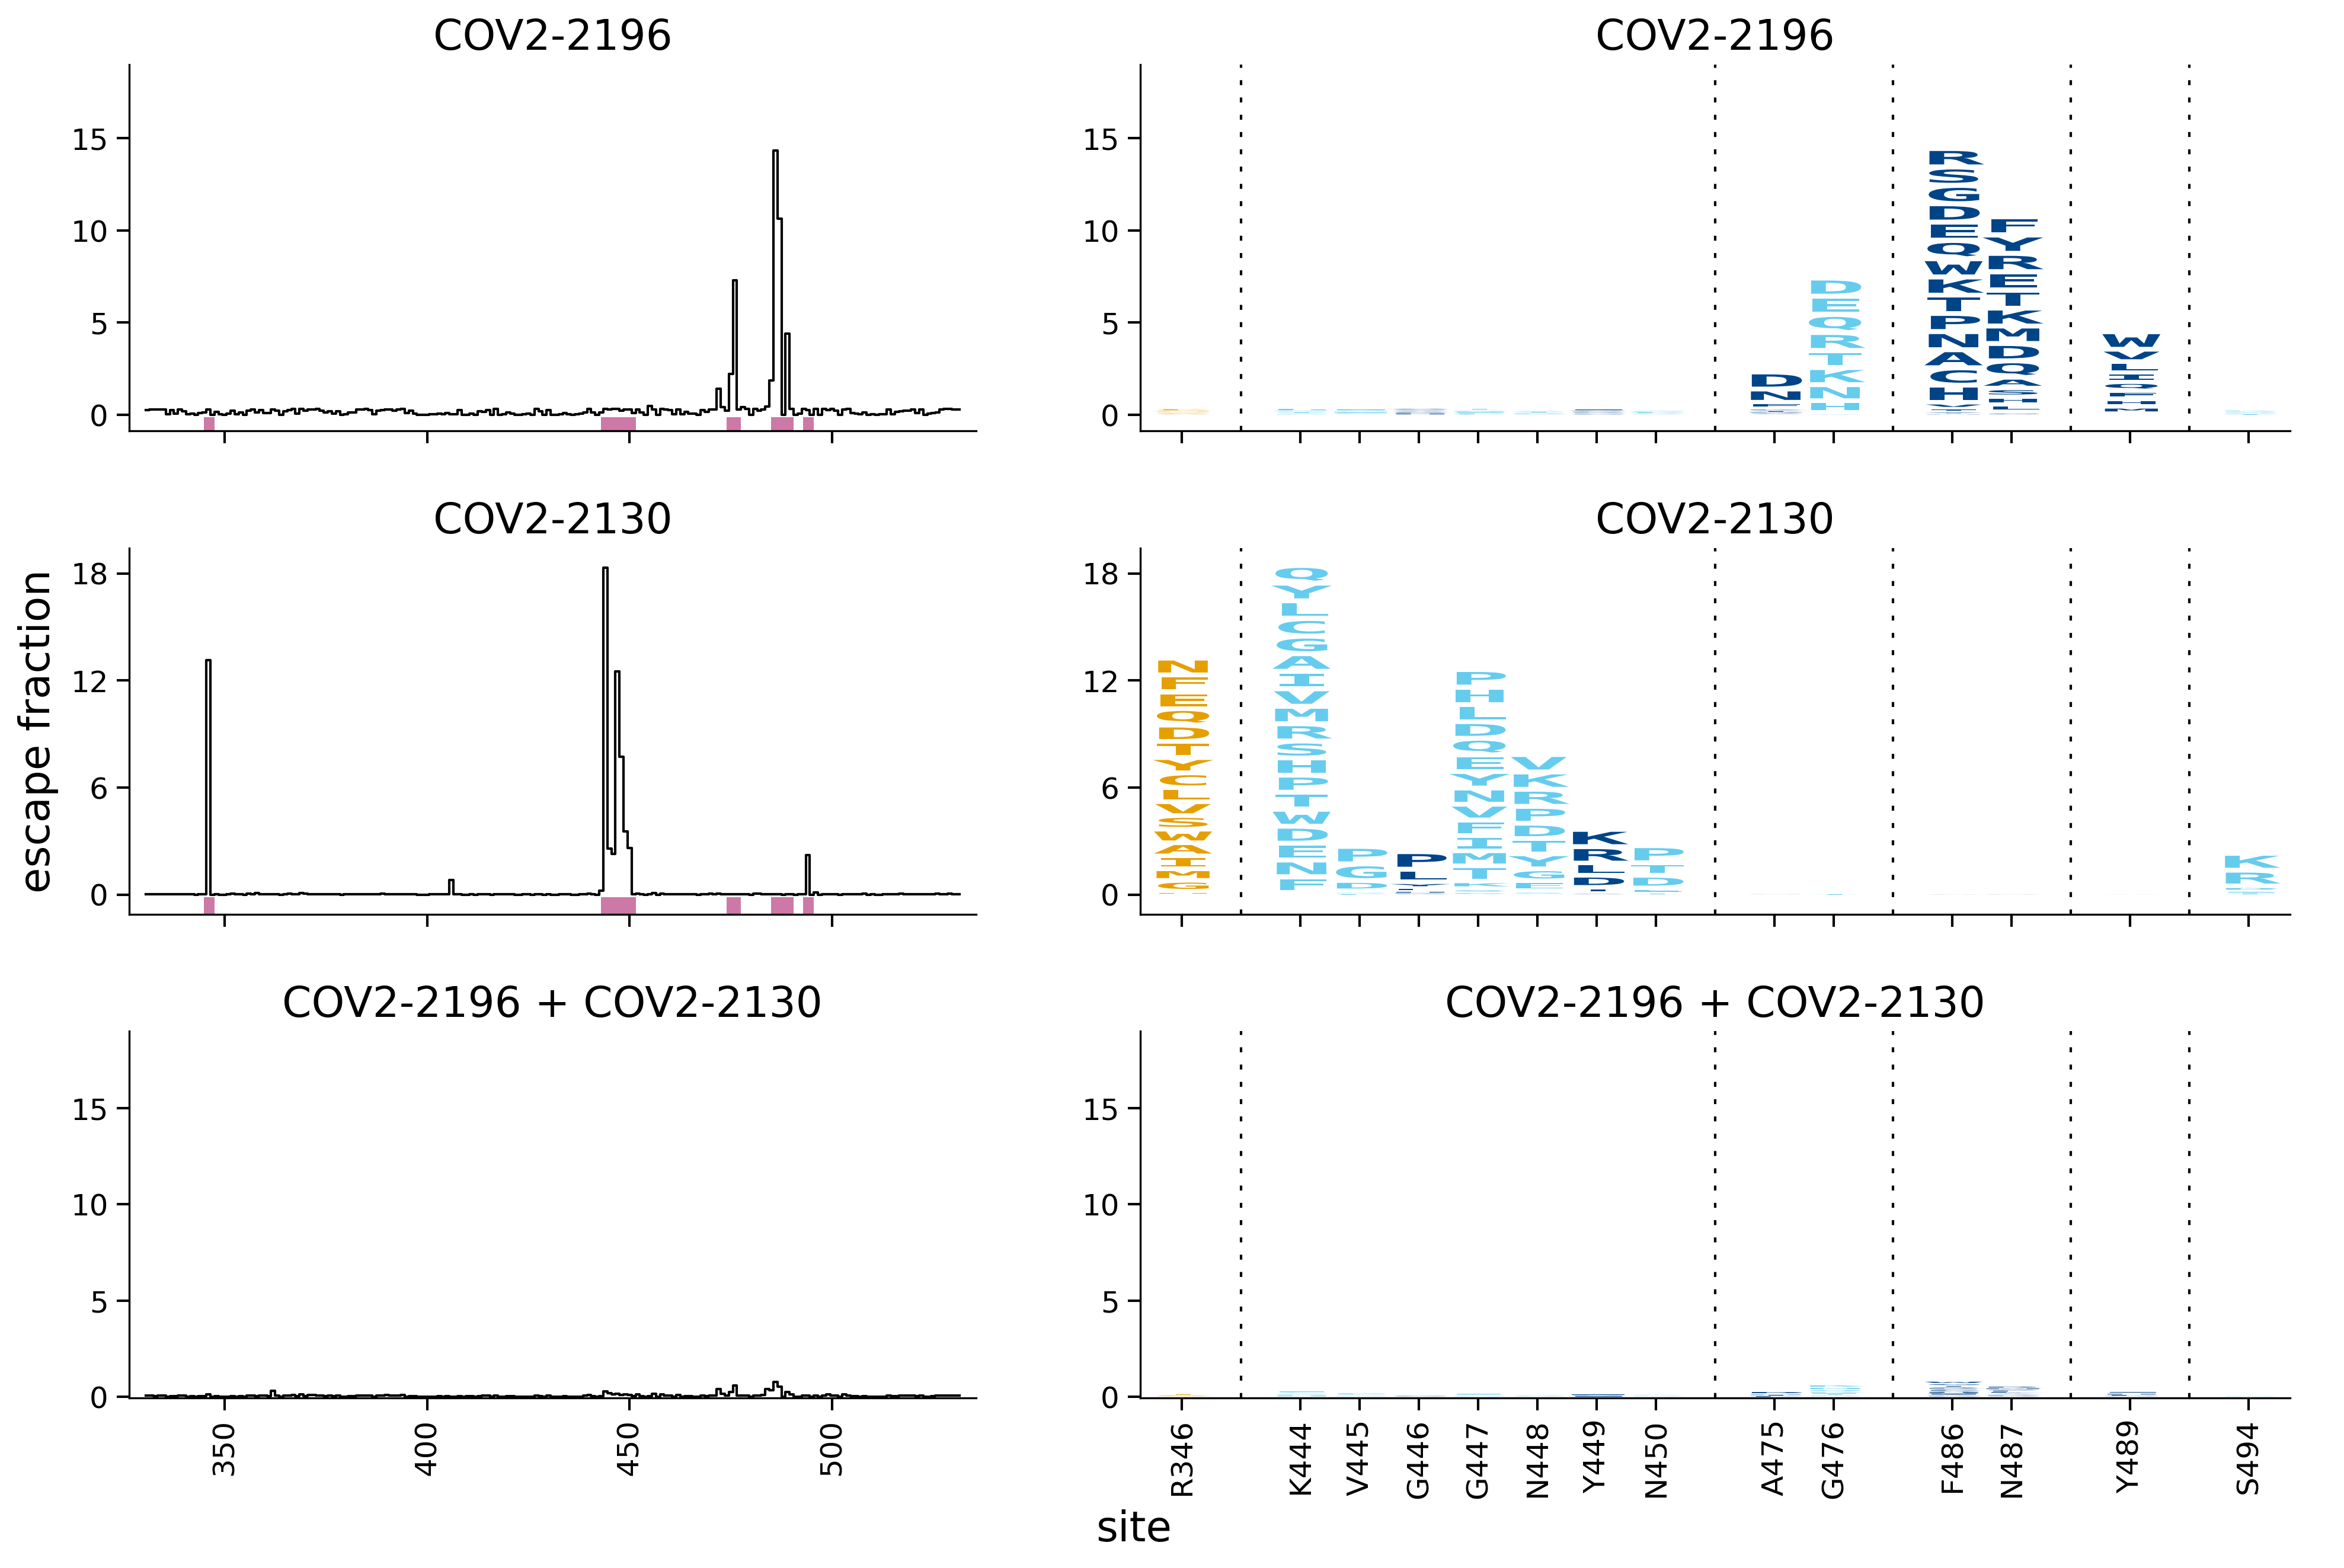 COV2-2196
COV2-2196
15
10
5
0
15
10
5
0
R
S
G
D
E
Q
W
K
T
P
N
A
C
H
F
Y
R
E
T
K
M
D
Q
A
S
D
E
Q
R
T
K
N
H
D
N
W
V
L
I
Q
M
COV2-2130
COV2-2130
escape fraction
18
12
6
0
18
12
6
0
N
F
E
Q
D
T
Y
C
L
V
S
W
A
I
M
G
Q
Y
L
C
G
A
I
V
M
R
S
H
P
T
W
D
E
N
F
P
G
D
P
L
P
H
L
D
Q
E
Y
N
V
F
I
M
T
K
V
K
R
P
D
T
Y
G
E
K
R
L
D
P
I
D
K
R
COV2-2196 + COV2-2130
COV2-2196 + COV2-2130
15
10
5
0
15
10
5
0
350
400
450
500
R346
K444
V445
G446
G447
N448
Y449
N450
A475
G476
F486
N487
Y489
S494
site